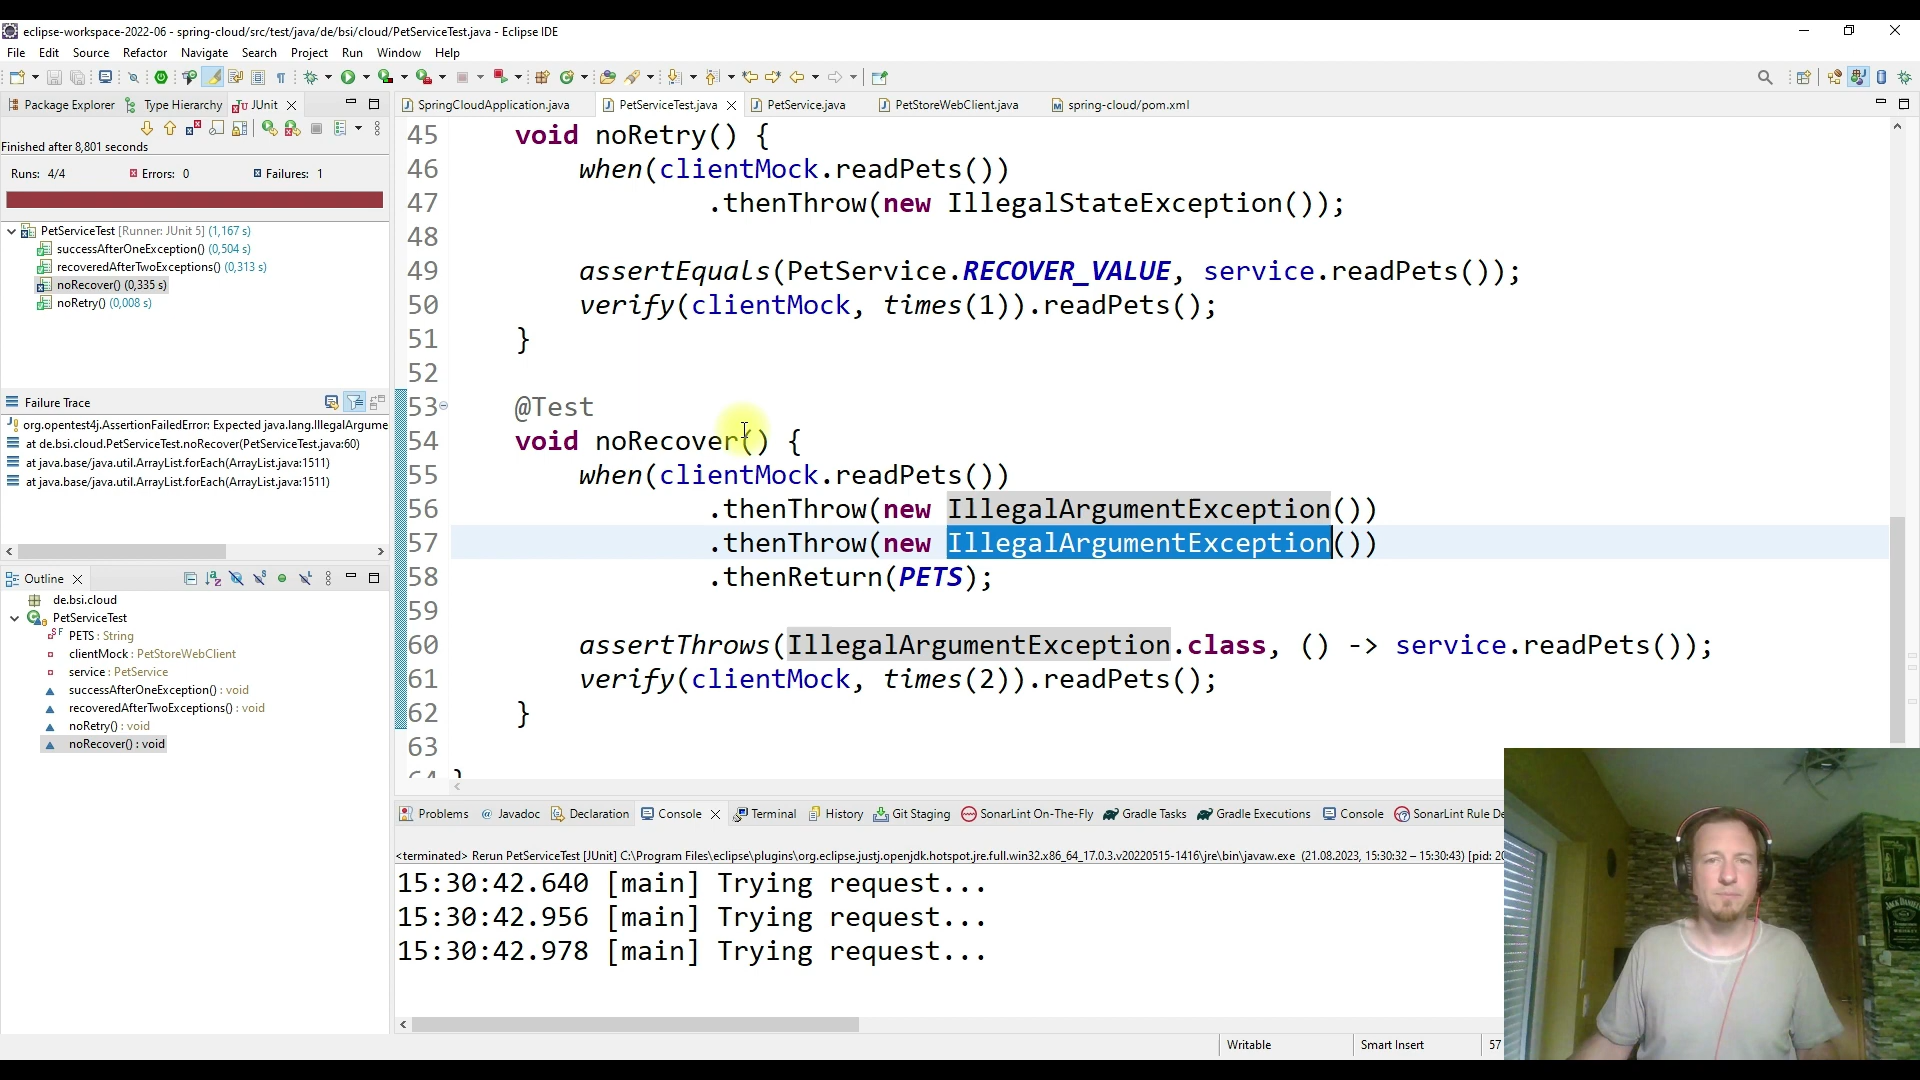 eclipse-workspace-2022-06 - spring-cloud/src/test/java/de/bsi/cloud/PetServiceTest.java - Eclipse IDE
File Edit Source Refactor Navigate Search Project Run Window Help
Package Explorer Type Hierarchy JUnit
Finished after 8,801 seconds
Runs: 4/4 Errors: 0 Failures: 1
PetServiceTest [Runner: JUnit 5] (1,167 s)
successAfterOneException() (0,504 s)
recoveredAfterTwoExceptions() (0,313 s)
noRecover() (0,335 s)
noRetry() (0,008 s)
Failure Trace
org.opentest4j.AssertionFailedError: Expected java.lang.IllegalArgume
at de.bsi.cloud.PetServiceTest.noRecover(PetServiceTest.java:60)
at java.base/java.util.ArrayList.forEach(ArrayList.java:1511)
at java.base/java.util.ArrayList.forEach(ArrayList.java:1511)
Outline
de.bsi.cloud
PetServiceTest
PETS : String
clientMock : PetStoreWebClient
service : PetService
successAfterOneException() : void
recoveredAfterTwoExceptions() : void
noRetry() : void
noRecover() : void
SpringCloudApplication.java PetServiceTest.java PetService.java PetStoreWebClient.java spring-cloud/pom.xml
45 void noRetry() {
46 when(clientMock.readPets())
47 .thenThrow(new IllegalStateException());
48
49 assertEquals(PetService.RECOVER_VALUE, service.readPets());
50 verify(clientMock, times(1)).readPets();
51 }
52
53 @Test
54 void noRecover() {
55 when(clientMock.readPets())
56 .thenThrow(new IllegalArgumentException())
57 .thenThrow(new IllegalArgumentException())
58 .thenReturn(PETS);
59
60 assertThrows(IllegalArgumentException.class, () -> service.readPets());
61 verify(clientMock, times(2)).readPets();
62 }
63
64 }
Problems Javadoc Declaration Console Terminal History Git Staging SonarLint On-The-Fly Gradle Tasks Gradle Executions Console SonarLint Rule De
<terminated> Rerun PetServiceTest [JUnit] C:\Program Files\eclipse\plugins\org.eclipse.justj.openjdk.hotspot.jre.full.win32.x86_64_17.0.3.v20220515-1416\jre\bin\javaw.exe (21.08.2023, 15:30:32 – 15:30:43) [pid: 20
15:30:42.640 [main] Trying request...
15:30:42.956 [main] Trying request...
15:30:42.978 [main] Trying request...
Writable Smart Insert 57
JACK DANIEL'S